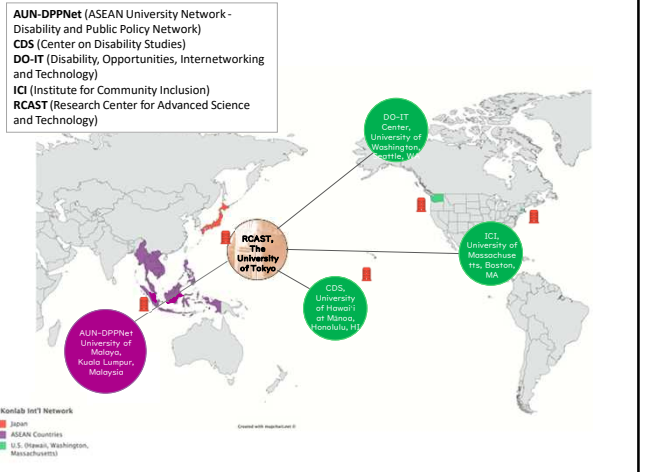 AUN-DPPNet (ASEAN University Network -
Disability and Public Policy Network)
CDS (Center on Disability Studies)
DO-IT (Disability, Opportunities, Internetworking
and Technology)
ICI (Institute for Community Inclusion)
RCAST (Research Center for Advanced Science
and Technology)
DO-IT
Center,
University of
Washington,
Seattle, WA
RCAST,
The
University
of Tokyo
ICI,
University of
Massachuse
tts, Boston,
MA
CDS,
University
of Hawai'i
at Mānoa,
Honolulu, HI
AUN-DPPNet
University of
Malaya,
Kuala Lumpur,
Malaysia
Created with mapchart.net ©
Konlab Int'l Network
Japan
ASEAN Countries
U.S. (Hawaii, Washington,
Massachusetts)